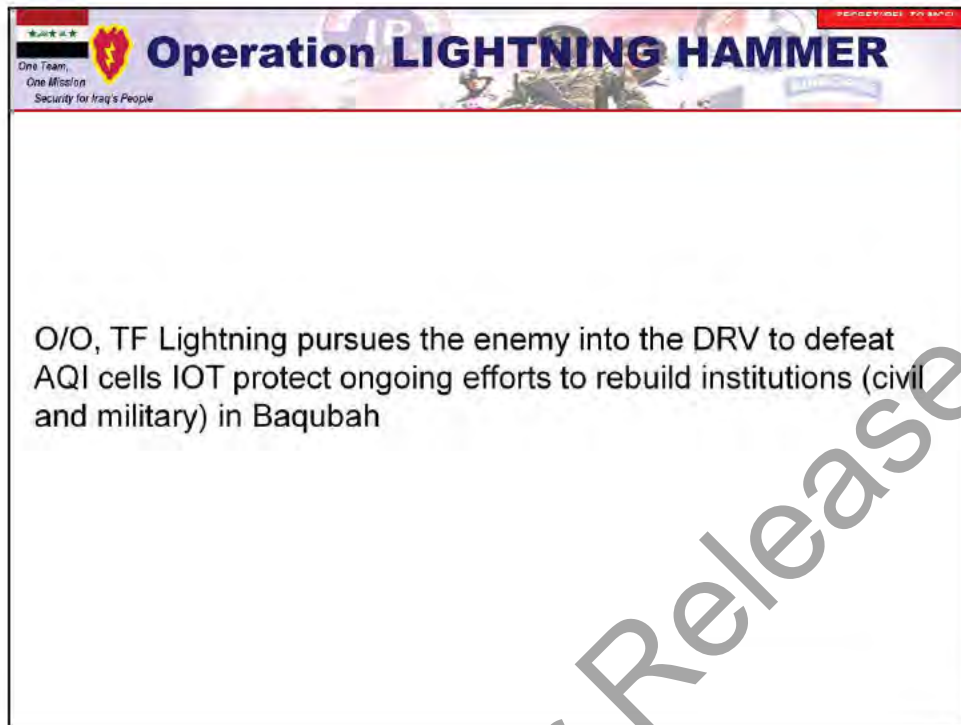 One Team,
One Mission
Security for Iraq's People
Operation LIGHTNING HAMMER
O/O, TF Lightning pursues the enemy into the DRV to defeat
AQI cells IOT protect ongoing efforts to rebuild institutions (civil
and military) in Baqubah
Release